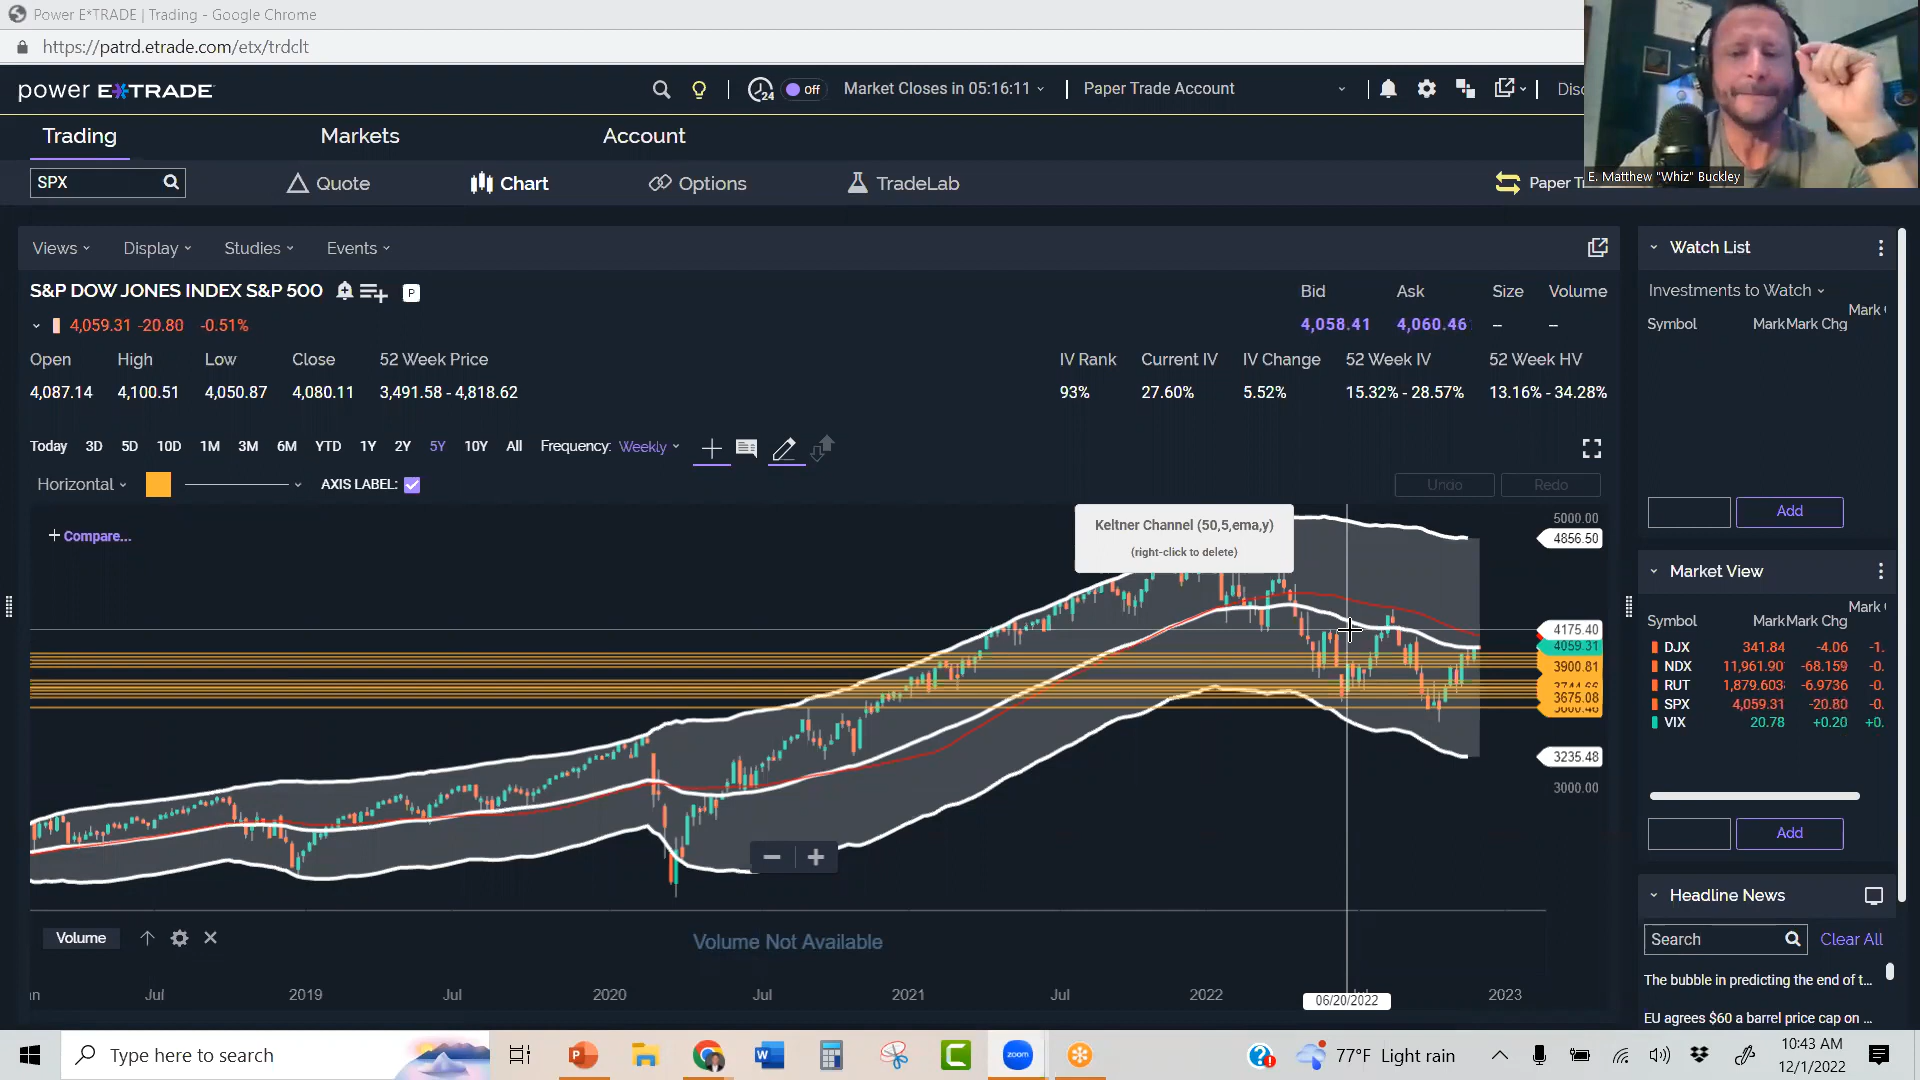 Power E*TRADE | Trading - Google Chrome
https://patrd.etrade.com/etx/trdclt
power E*TRADE
24
Off
Market Closes in 05:16:11
Paper Trade Account
Trading
Markets
Account
SPX
Quote
Chart
Options
TradeLab
E. Matthew "Whiz" Buckley
Views
Display
Studies
Events
Watch List
S&P DOW JONES INDEX S&P 500
P
Bid
Ask
Size
Volume
4,059.31 -20.80 -0.51%
4,058.41
4,060.46
–
–
Investments to Watch
Symbol
Mark
Mark Chg
Mark
Open
High
Low
Close
52 Week Price
IV Rank
Current IV
IV Change
52 Week IV
52 Week HV
4,087.14
4,100.51
4,050.87
4,080.11
3,491.58 - 4,818.62
93%
27.60%
5.52%
15.32% - 28.57%
13.16% - 34.28%
Today 3D 5D 10D 1M 3M 6M YTD 1Y 2Y 5Y 10Y All Frequency: Weekly
Horizontal
AXIS LABEL:
Undo
Redo
Add
Compare...
Keltner Channel (50,5,ema,y)
(right-click to delete)
5000.00
4856.50
4175.40
4059.31
3900.81
3675.08
3235.48
3000.00
Market View
Symbol
Mark
Mark Chg
Mark
DJX 341.84 -4.06 -1.
NDX 11,961.90 -68.159 -0.
RUT 1,879.603 -6.9736 -0.
SPX 4,059.31 -20.80 -0.
VIX 20.78 +0.20 +0.
Add
Volume
Volume Not Available
Jul 2019 Jul 2020 Jul 2021 Jul 2022 2023
06/20/2022
Headline News
Search
Clear All
The bubble in predicting the end of t...
EU agrees $60 a barrel price cap on ...
Type here to search
zoom
77°F Light rain
10:43 AM
12/1/2022